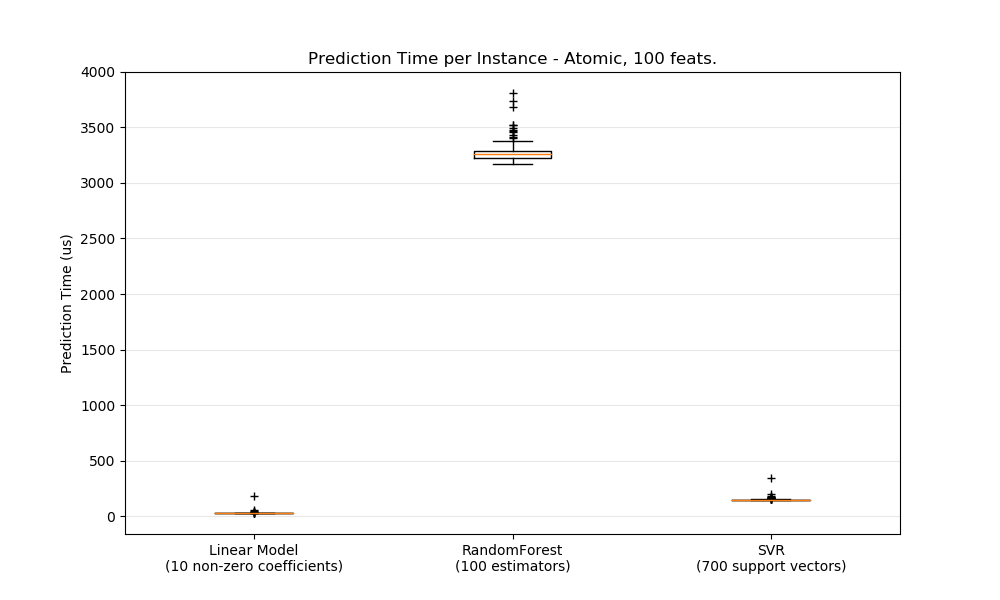 Prediction Time per Instance - Atomic, 100 feats.
4000
3500
3000
2500
2000
1500
1000
500
0
Prediction Time (us)
Linear Model
(10 non-zero coefficients)
RandomForest
(100 estimators)
SVR
(700 support vectors)